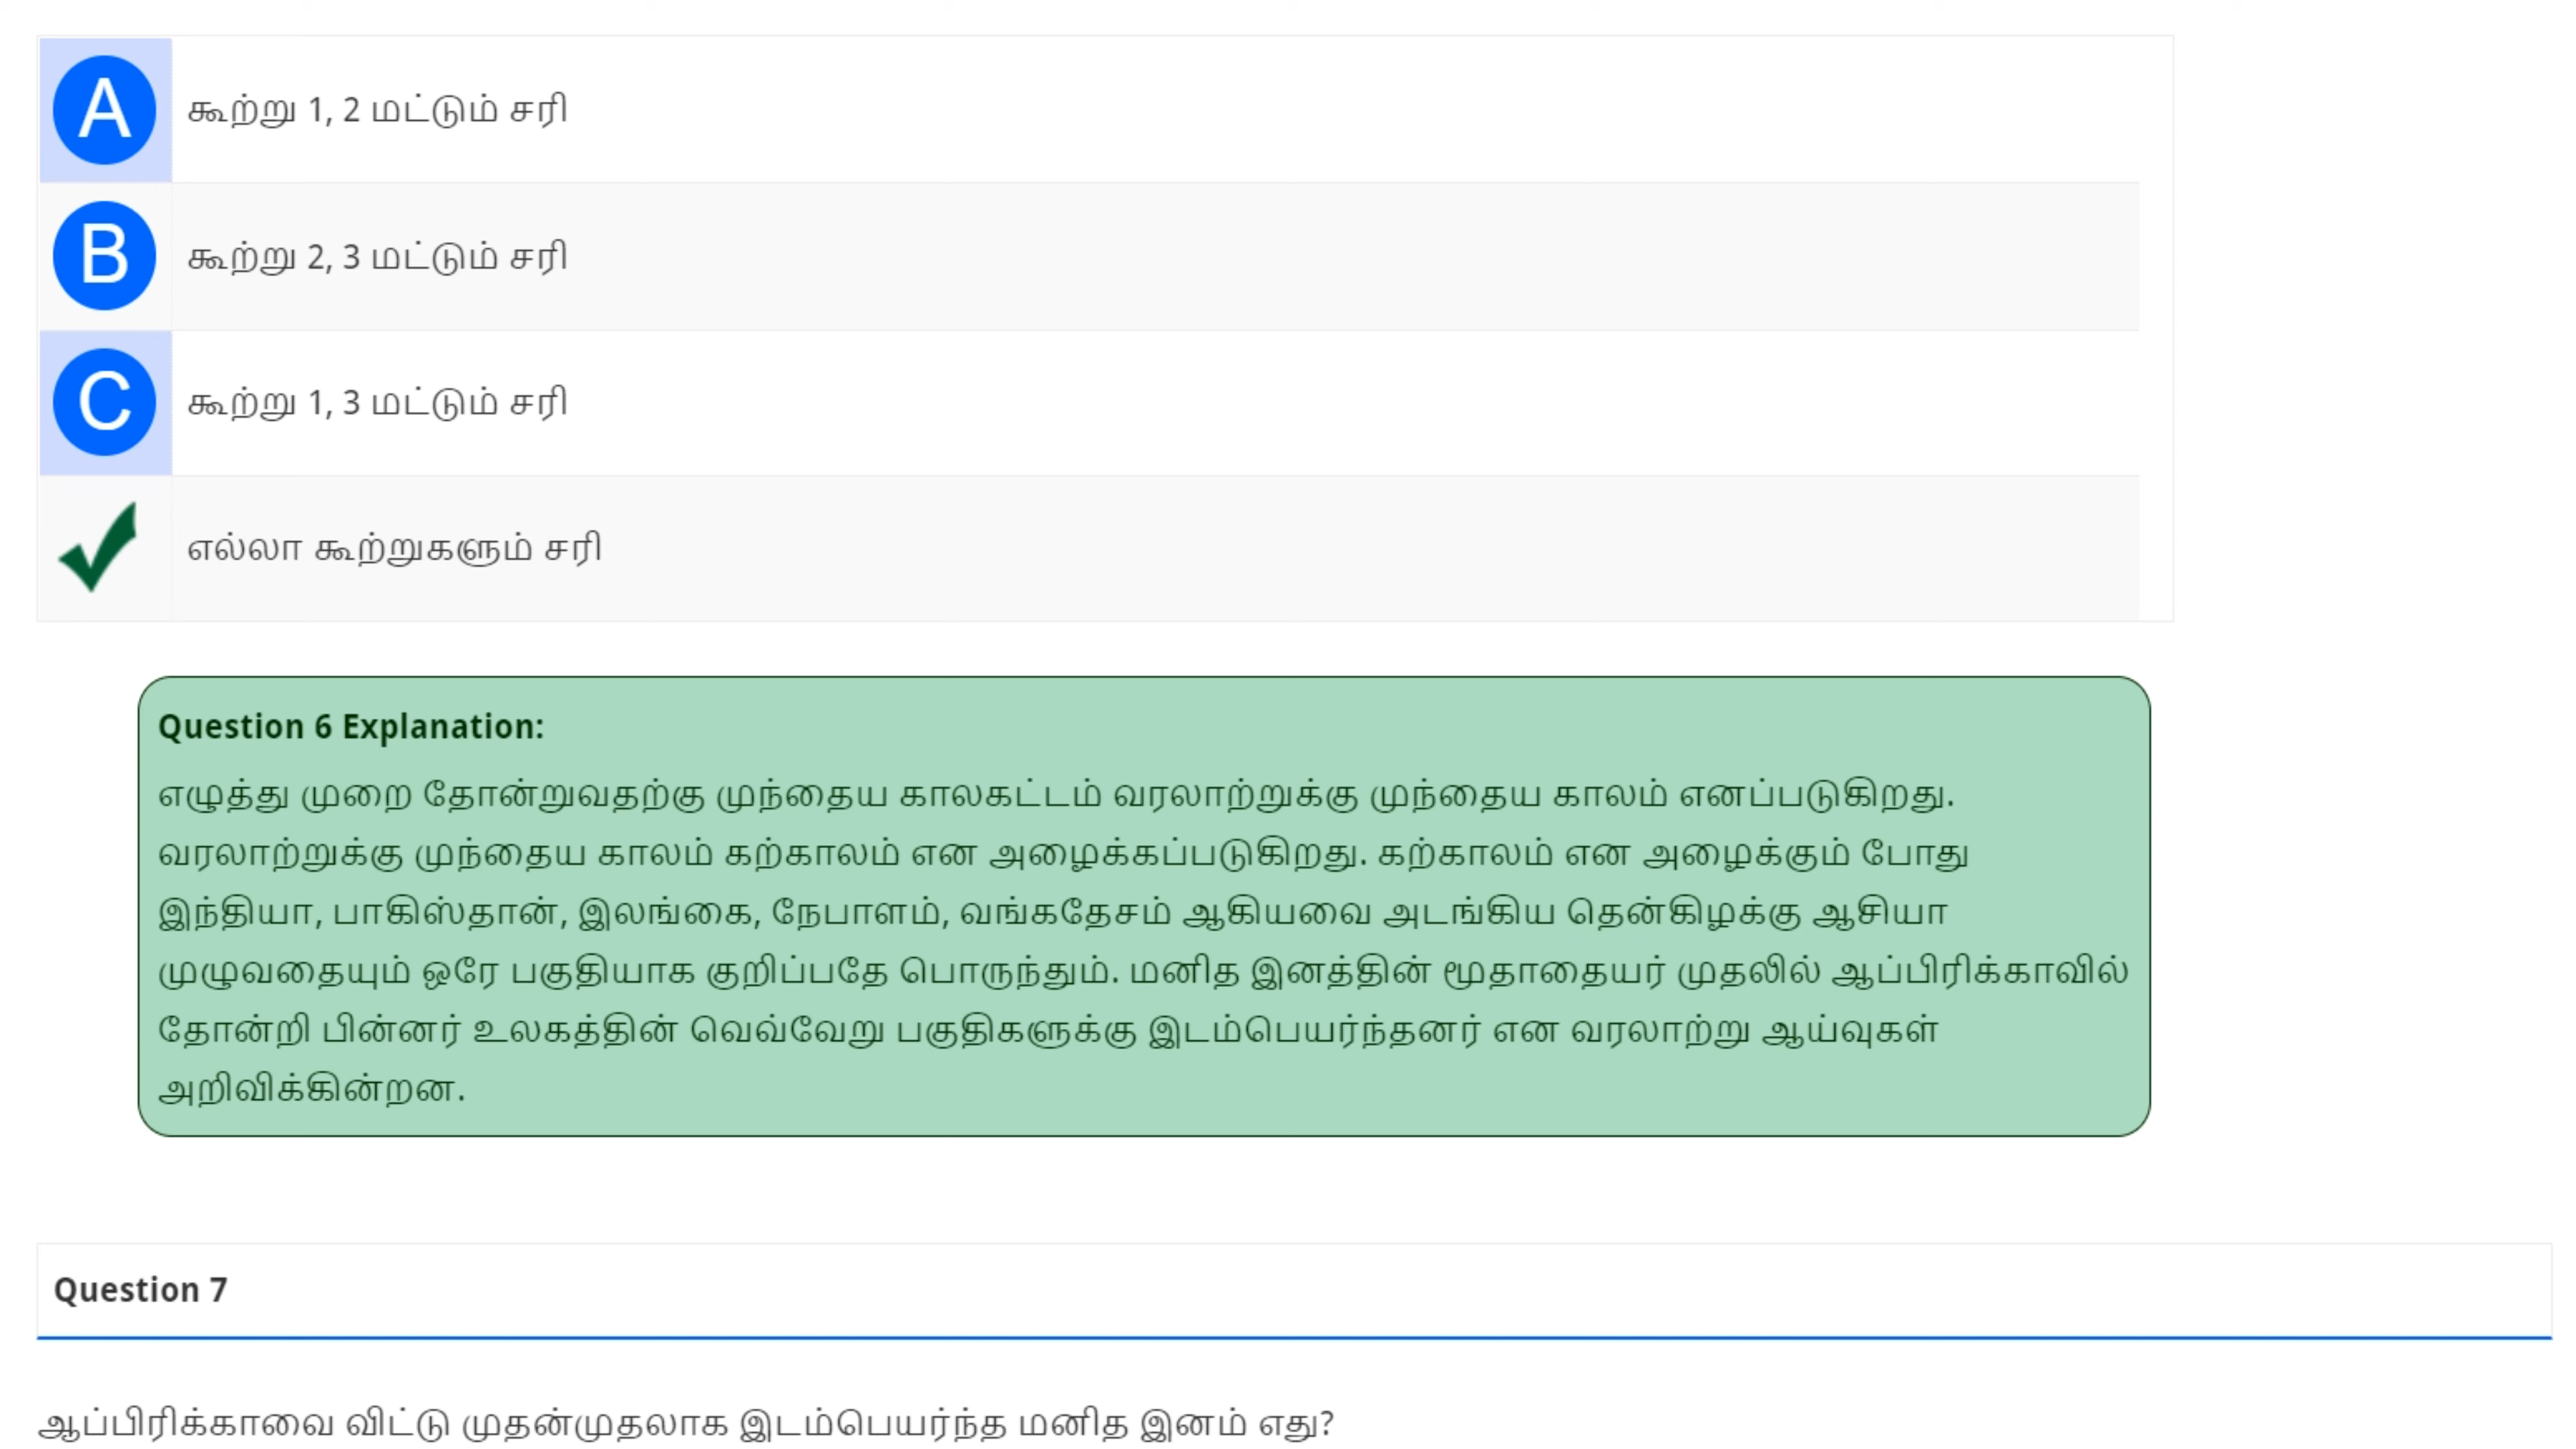 A கூற்று 1, 2 மட்டும் சரி
B கூற்று 2, 3 மட்டும் சரி
C கூற்று 1, 3 மட்டும் சரி
எல்லா கூற்றுகளும் சரி
Question 6 Explanation:
எழுத்து முறை தோன்றுவதற்கு முந்தைய காலகட்டம் வரலாற்றுக்கு முந்தைய காலம் எனப்படுகிறது.
வரலாற்றுக்கு முந்தைய காலம் கற்காலம் என அழைக்கப்படுகிறது. கற்காலம் என அழைக்கும் போது
இந்தியா, பாகிஸ்தான், இலங்கை, நேபாளம், வங்கதேசம் ஆகியவை அடங்கிய தென்கிழக்கு ஆசியா
முழுவதையும் ஒரே பகுதியாக குறிப்பதே பொருந்தும். மனித இனத்தின் மூதாதையர் முதலில் ஆப்பிரிக்காவில்
தோன்றி பின்னர் உலகத்தின் வெவ்வேறு பகுதிகளுக்கு இடம்பெயர்ந்தனர் என வரலாற்று ஆய்வுகள்
அறிவிக்கின்றன.
Question 7
ஆப்பிரிக்காவை விட்டு முதன்முதலாக இடம்பெயர்ந்த மனித இனம் எது?